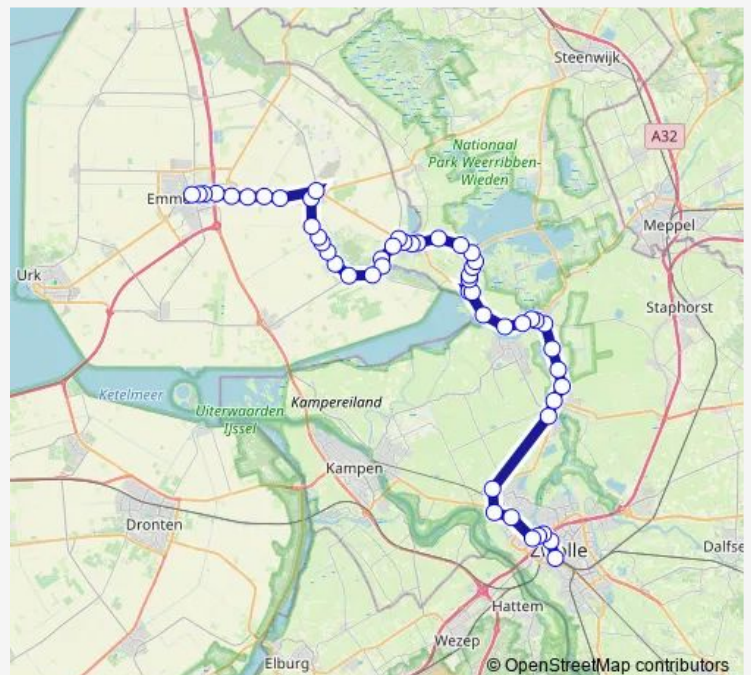 Steenwijk
A32
Nationaal
Park Weerribben-
Wieden
Meppel
Urk
Staphorst
Ketelmeer
Uiterwaarden
IJssel
Kampereiland
Kampen
Dronten
Dalfse
Hattem
Wezep
Elburg
© OpenStreetMap contributors